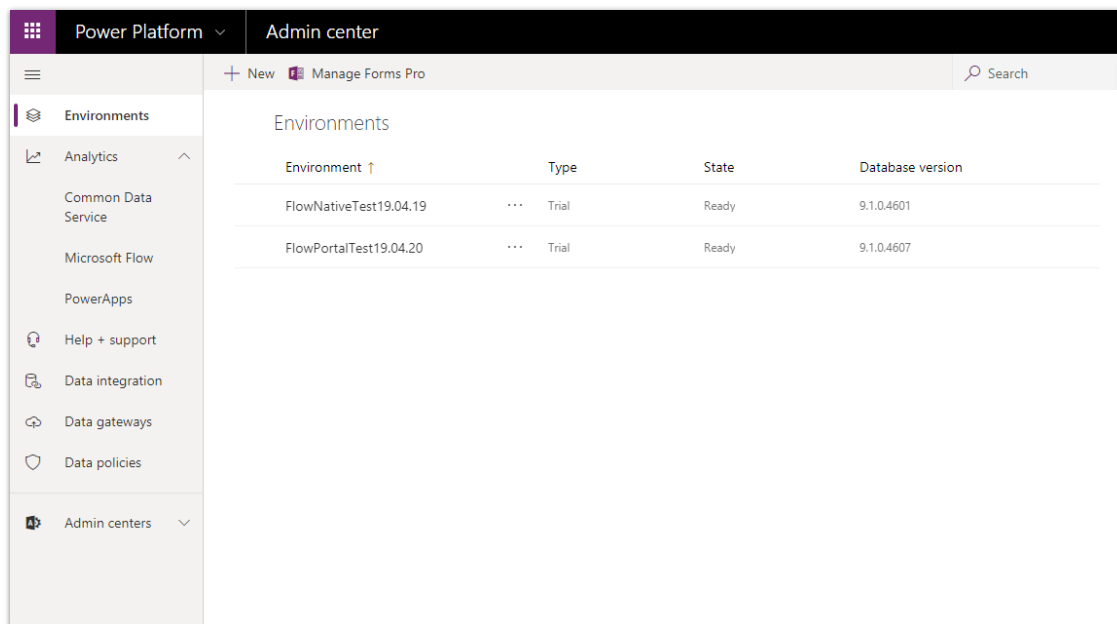 Power Platform
Admin center
New
Manage Forms Pro
Search
Environments
Analytics
Common Data
Service
Microsoft Flow
PowerApps
Help + support
Data integration
Data gateways
Data policies
Admin centers
Environments
Environment ↑ Type State Database version
FlowNativeTest19.04.19 ... Trial Ready 9.1.0.4601
FlowPortalTest19.04.20 ... Trial Ready 9.1.0.4607